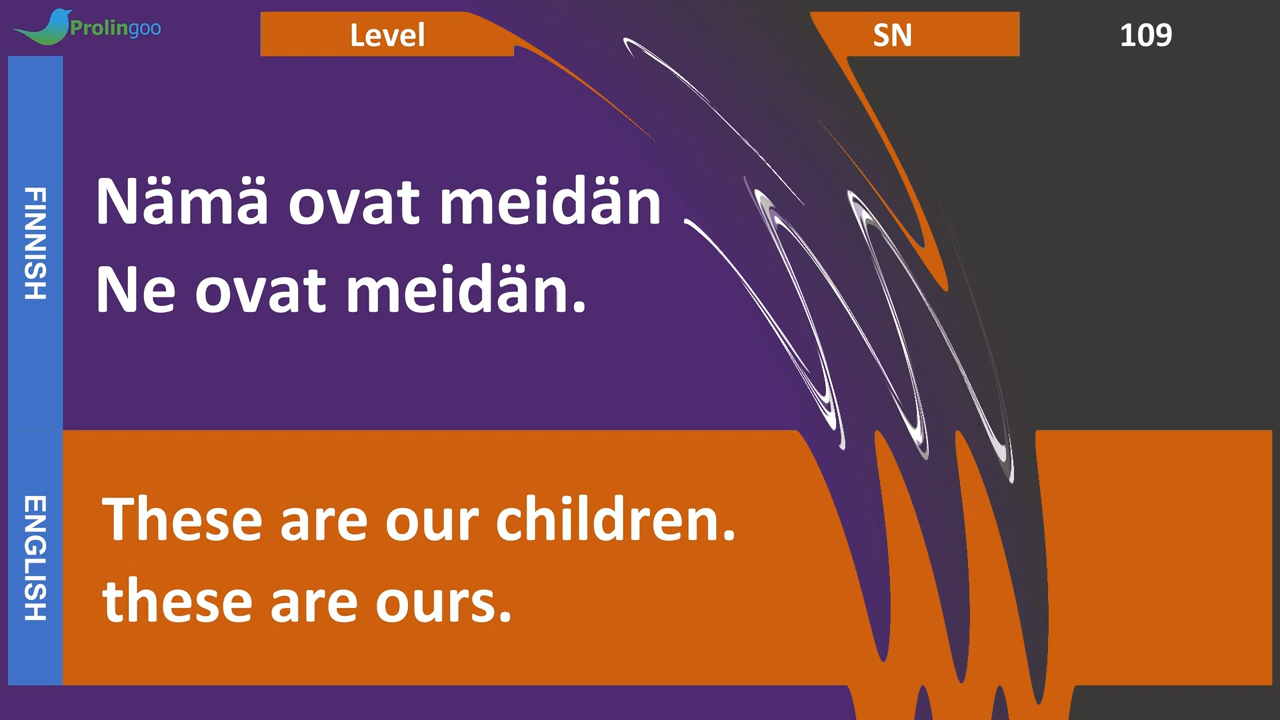 Prolingoo
Level
SN
109
FINNISH
Nämä ovat meidän
Ne ovat meidän.
ENGLISH
These are our children.
these are ours.